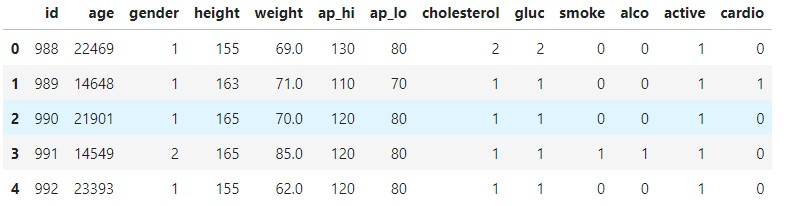 id age gender height weight ap_hi ap_lo cholesterol gluc smoke alco active cardio
0 988 22469 1 155 69.0 130 80 2 2 0 0 1 0
1 989 14648 1 163 71.0 110 70 1 1 0 0 1 1
2 990 21901 1 165 70.0 120 80 1 1 0 0 1 0
3 991 14549 2 165 85.0 120 80 1 1 1 1 1 0
4 992 23393 1 155 62.0 120 80 1 1 0 0 1 0